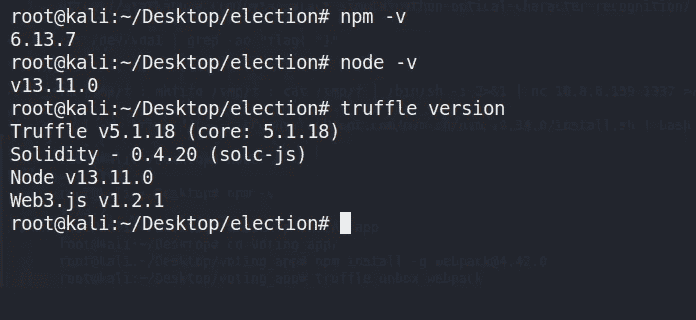 root@kali:~/Desktop/election# npm -v
6.13.7
root@kali:~/Desktop/election# node -v
v13.11.0
root@kali:~/Desktop/election# truffle version
Truffle v5.1.18 (core: 5.1.18)
Solidity - 0.4.20 (solc-js)
Node v13.11.0
Web3.js v1.2.1
root@kali:~/Desktop/election#